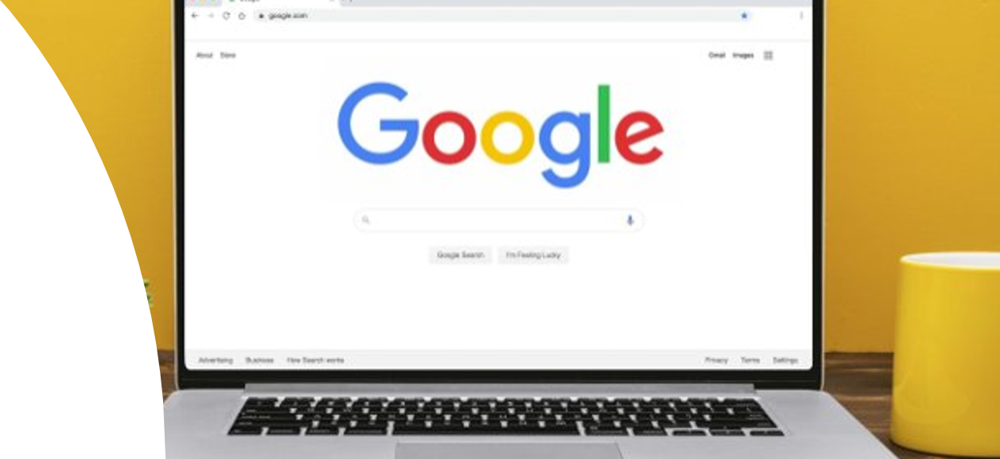 google.com
About Store
Gmail Images
Google
Google Search I'm Feeling Lucky
Advertising Business How Search works
Privacy Terms Settings